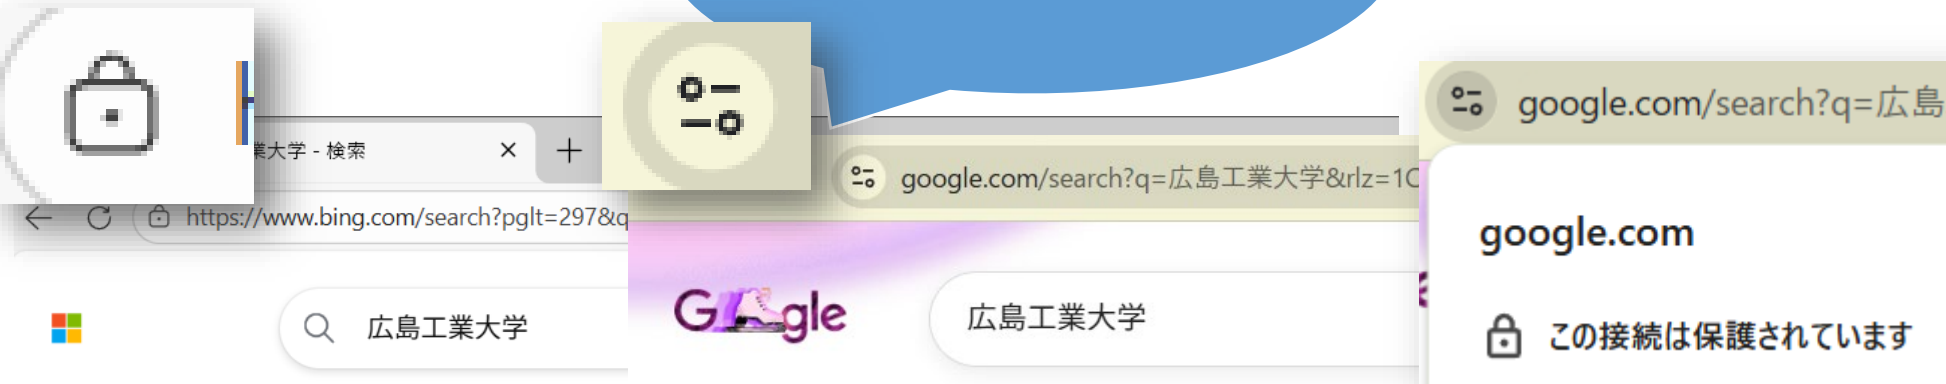 業大学 - 検索
https://www.bing.com/search?pglt=297&q
広島工業大学
google.com/search?q=広島工業大学&rlz=1C
Google
広島工業大学
google.com/search?q=広島
google.com
この接続は保護されています